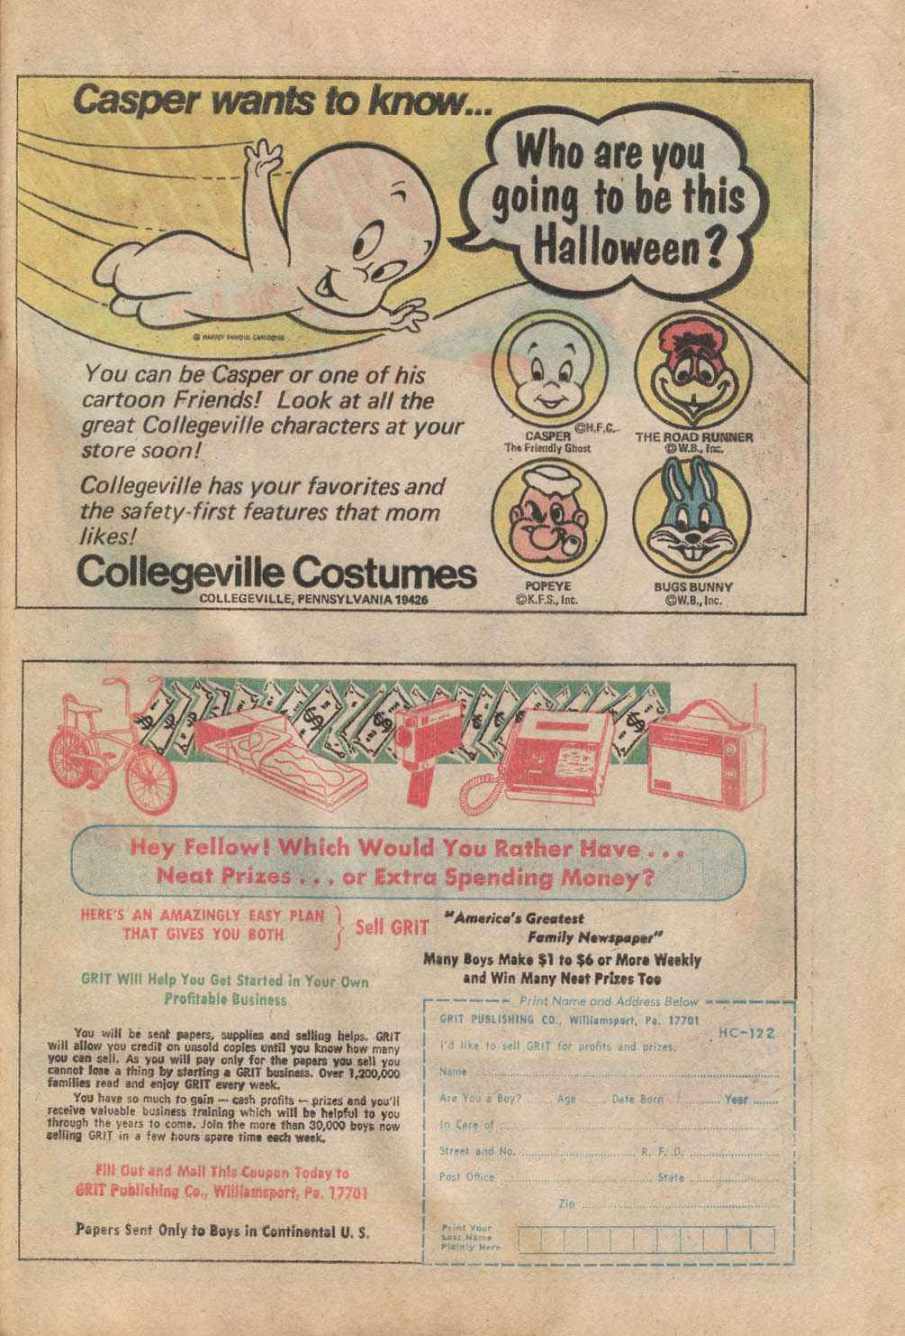 Casper wants to know...
Who are you
going to be this
Halloween?
© HARVEY FAMOUS CARTOONS
You can be Casper or one of his
cartoon Friends! Look at all the
great Collegeville characters at your
store soon!
Collegeville has your favorites and
the safety-first features that mom
likes!
Collegeville Costumes
COLLEGEVILLE, PENNSYLVANIA 19426
©H.F.C.
CASPER
The Friendly Ghost
THE ROAD RUNNER
©W.B., Inc.
POPEYE
©K.F.S., Inc.
BUGS BUNNY
©W.B., Inc.
Hey Fellow! Which Would You Rather Have . . .
Neat Prizes . . . or Extra Spending Money?
HERE'S AN AMAZINGLY EASY PLAN
THAT GIVES YOU BOTH
Sell GRIT
"America's Greatest
Family Newspaper"
Many Boys Make $1 to $6 or More Weekly
and Win Many Neat Prizes Too
GRIT Will Help You Get Started in Your Own
Profitable Business
You will be sent papers, supplies and selling helps. GRIT
will allow you credit on unsold copies until you know how many
you can sell. As you will pay only for the papers you sell you
cannot lose a thing by starting a GRIT business. Over 1,200,000
families read and enjoy GRIT every week.
You have so much to gain — cash profits — prizes and you'll
receive valuable business training which will be helpful to you
through the years to come. Join the more than 30,000 boys now
selling GRIT in a few hours spare time each week.
Fill Out and Mail This Coupon Today to
GRIT Publishing Co., Williamsport, Pa. 17701
Papers Sent Only to Boys in Continental U. S.
Print Name and Address Below
GRIT PUBLISHING CO., Williamsport, Pa. 17701
HC-122
I'd like to sell GRIT for profits and prizes.
Name
Are You a Boy? Age Date Born Year
In Care of
Street and No. R. F. D.
Post Office State
Zip
Print Your
Last Name
Plainly Here